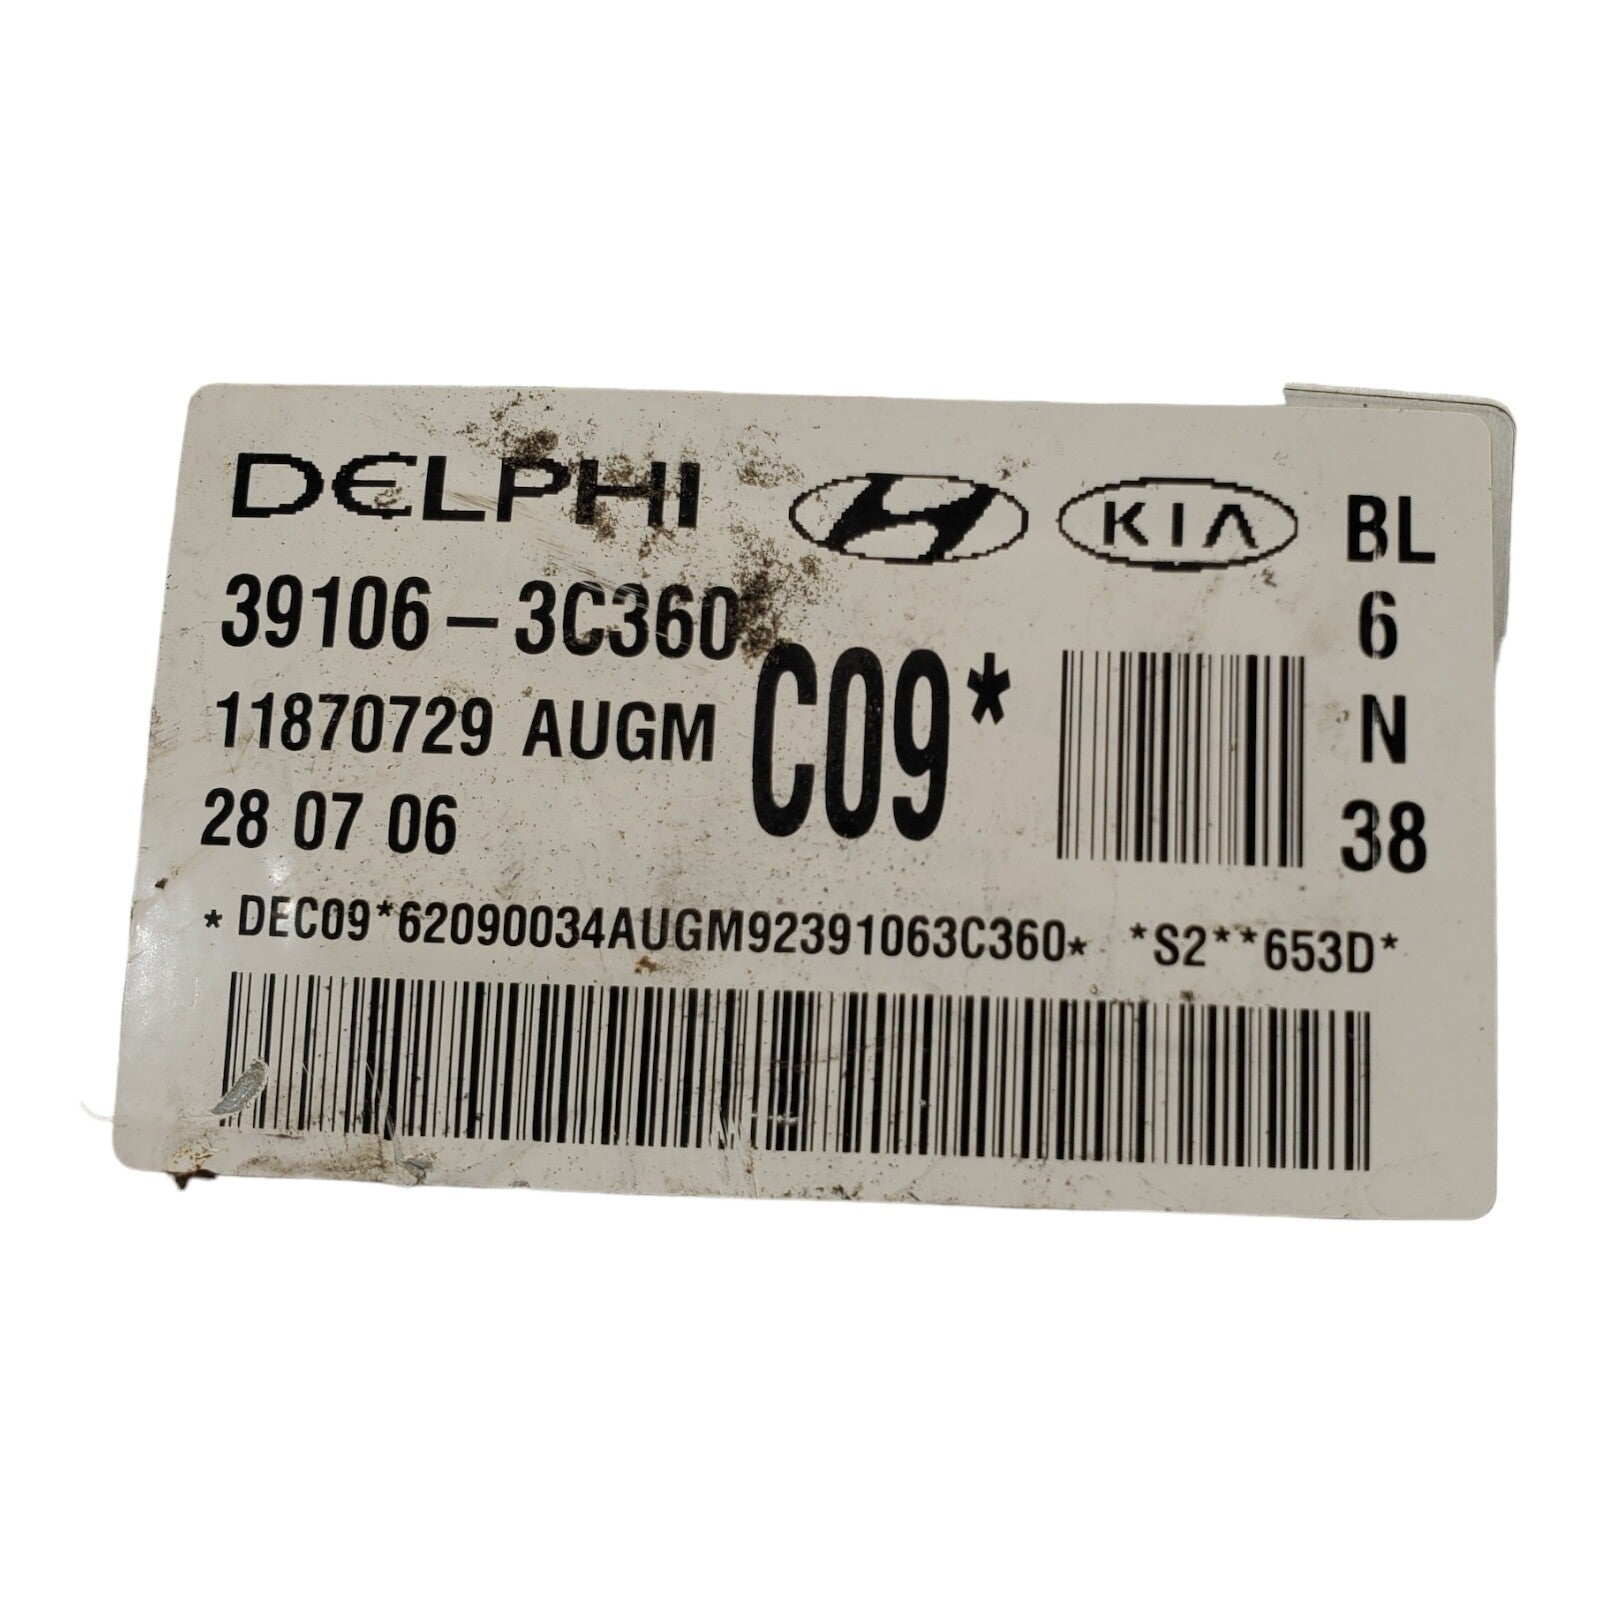 DELPHI KIA BL
39106-3C360 6
11870729 AUGM C09* N
28 07 06 38
* DEC09*62090034AUGM92391063C360* *S2**653D*